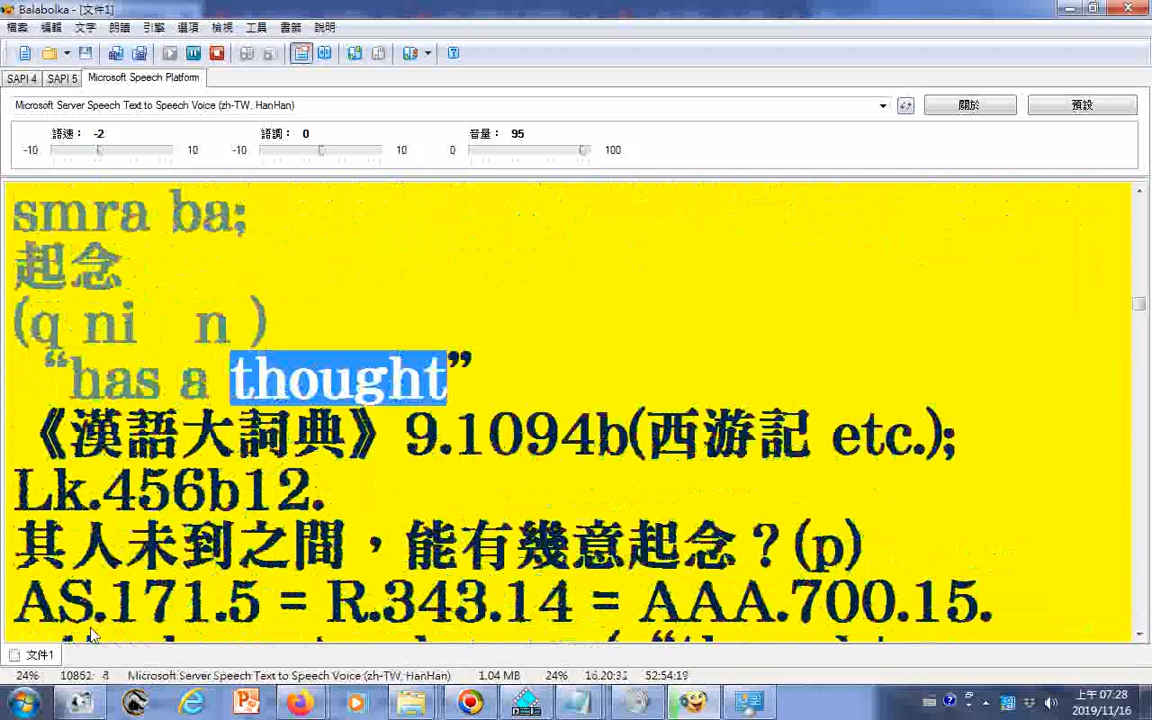 Balabolka - [文件1]
檔案 編輯 文字 朗讀 引擎 選項 檢視 工具 書籤 說明
SAPI 4 SAPI 5 Microsoft Speech Platform
Microsoft Server Speech Text to Speech Voice (zh-TW, HanHan) 關於 預設
語速： -2 語調： 0 音量： 95
-10 10 -10 10 0 100
smra ba;
起念
(q ni n )
“has a thought”
《漢語大詞典》9.1094b(西游記 etc.);
Lk.456b12.
其人未到之間，能有幾意起念？(p)
AS.171.5 = R.343.14 = AAA.700.15.
文件1
24% Microsoft Server Speech Text to Speech Voice (zh-TW, HanHan) 1.04 MB 24% 16:20:31 52:54:19
上午 07:28
2019/11/16